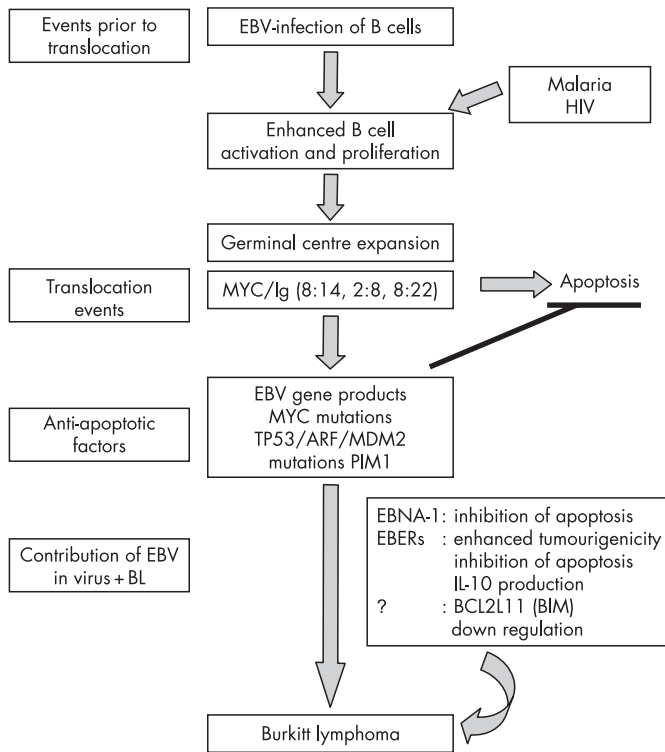 Events prior to
translocation
EBV-infection of B cells
Malaria
HIV
Enhanced B cell
activation and proliferation
Germinal centre expansion
Translocation
events
MYC/Ig (8:14, 2:8, 8:22)
Apoptosis
Anti-apoptotic
factors
EBV gene products
MYC mutations
TP53/ARF/MDM2
mutations PIM1
Contribution of EBV
in virus + BL
EBNA-1: inhibition of apoptosis
EBERs : enhanced tumourigenicity
inhibition of apoptosis
IL-10 production
? : BCL2L11 (BIM)
down regulation
Burkitt lymphoma